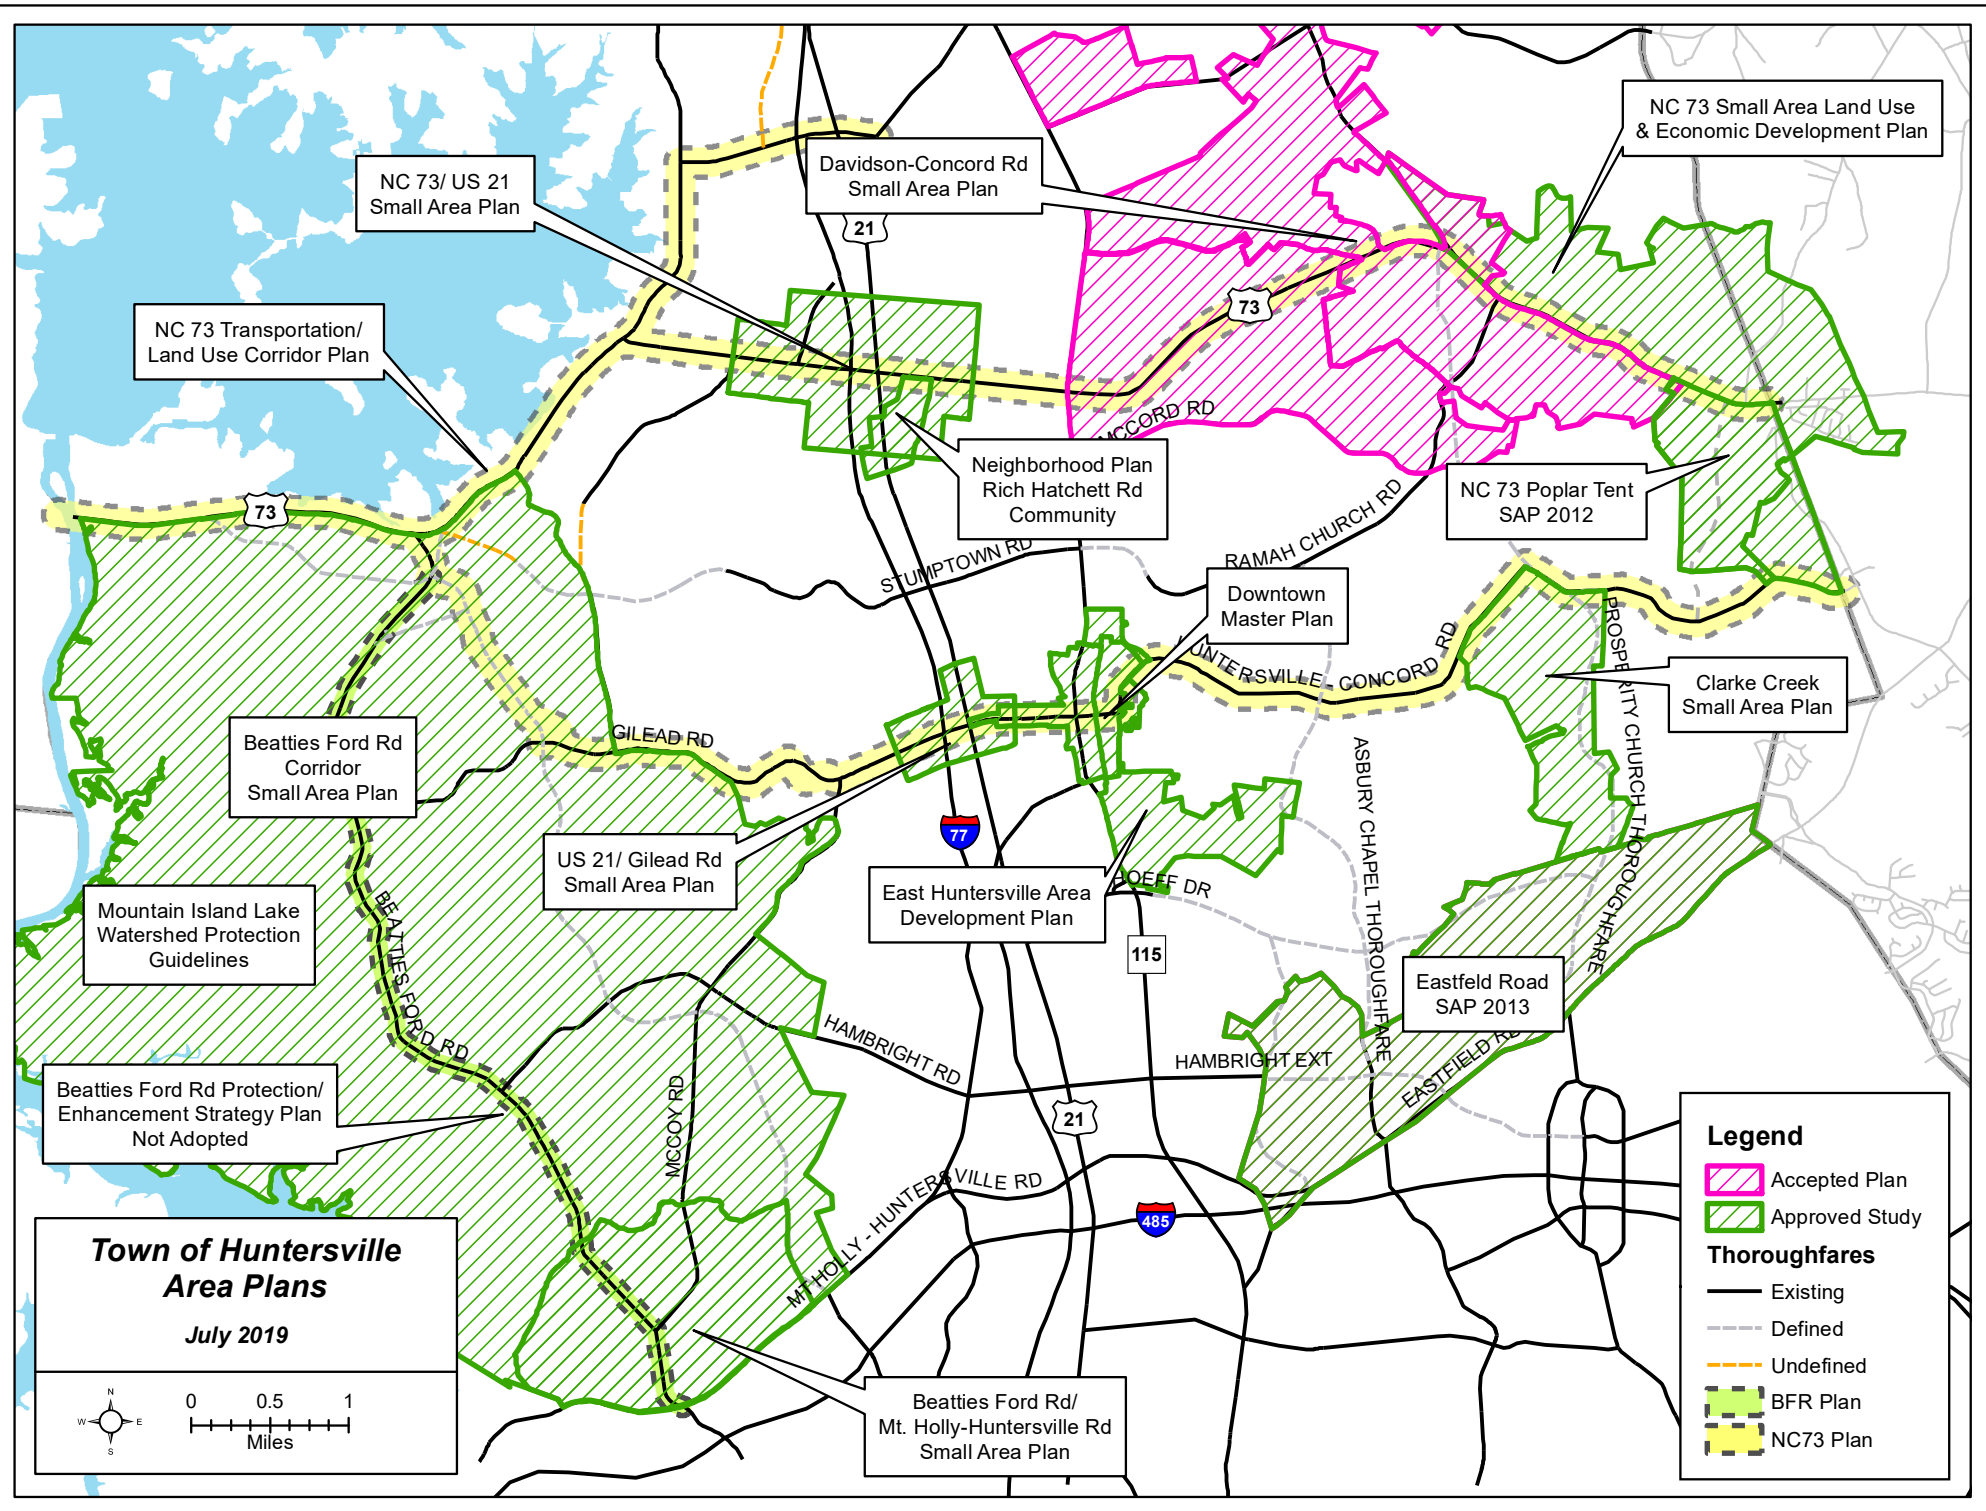 NC 73 Small Area Land Use
& Economic Development Plan
Davidson-Concord Rd
Small Area Plan
NC 73/ US 21
Small Area Plan
21
73
NC 73 Transportation/
Land Use Corridor Plan
MCCORD RD
Neighborhood Plan
Rich Hatchett Rd
Community
NC 73 Poplar Tent
SAP 2012
73
STUMPTOWN RD
RAMAH CHURCH RD
Downtown
Master Plan
HUNTERSVILLE - CONCORD RD
PROSPERITY CHURCH THOROUGHFARE
Clarke Creek
Small Area Plan
GILEAD RD
Beatties Ford Rd
Corridor
Small Area Plan
ASBURY CHAPEL THOROUGHFARE
77
US 21/ Gilead Rd
Small Area Plan
East Huntersville Area
Development Plan
OEFF DR
115
Mountain Island Lake
Watershed Protection
Guidelines
BEATTIES FORD RD
Eastfeld Road
SAP 2013
HAMBRIGHT RD
HAMBRIGHT EXT
EASTFIELD RD
Beatties Ford Rd Protection/
Enhancement Strategy Plan
Not Adopted
MCCOY RD
21
MT HOLLY - HUNTERSVILLE RD
485
Beatties Ford Rd/
Mt. Holly-Huntersville Rd
Small Area Plan
Town of Huntersville
Area Plans
July 2019
N
W E
S
0 0.5 1
Miles
Legend
Accepted Plan
Approved Study
Thoroughfares
Existing
Defined
Undefined
BFR Plan
NC73 Plan